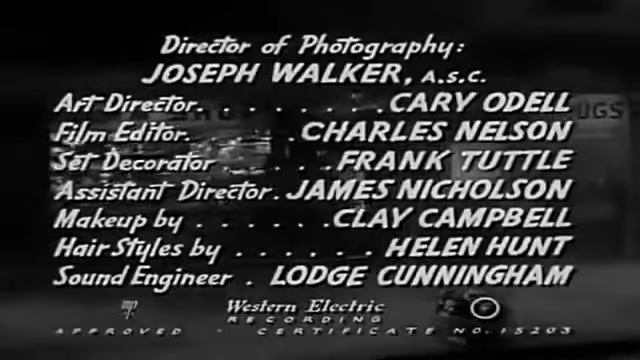 Director of Photography:
JOSEPH WALKER, A.S.C.
Art Director. . . . . . . . CARY ODELL
Film Editor. . . . . CHARLES NELSON
Set Decorator . . . . . FRANK TUTTLE
Assistant Director. JAMES NICHOLSON
Makeup by . . . . . . CLAY CAMPBELL
Hair Styles by . . . . . . HELEN HUNT
Sound Engineer . LODGE CUNNINGHAM
UGS
Western Electric
RECORDING
APPROVED · CERTIFICATE NO. 15203